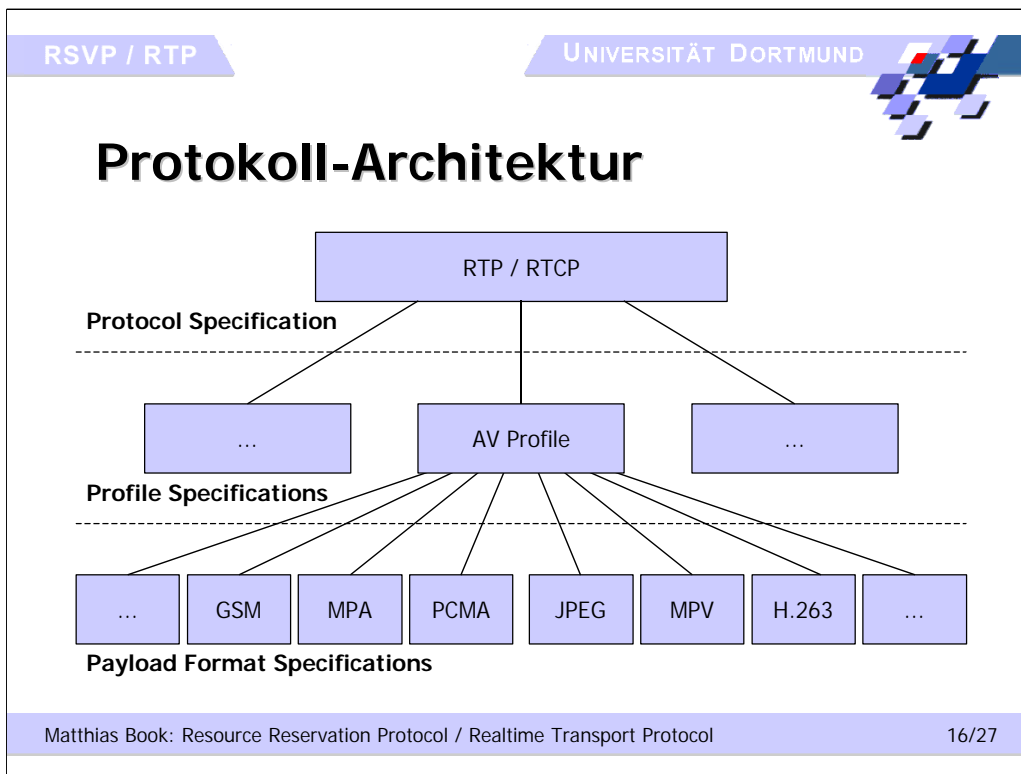 RSVP / RTP
UNIVERSITÄT DORTMUND
Protokoll-Architektur
RTP / RTCP
Protocol Specification
...
AV Profile
...
Profile Specifications
...
GSM
MPA
PCMA
JPEG
MPV
H.263
...
Payload Format Specifications
Matthias Book: Resource Reservation Protocol / Realtime Transport Protocol
16/27